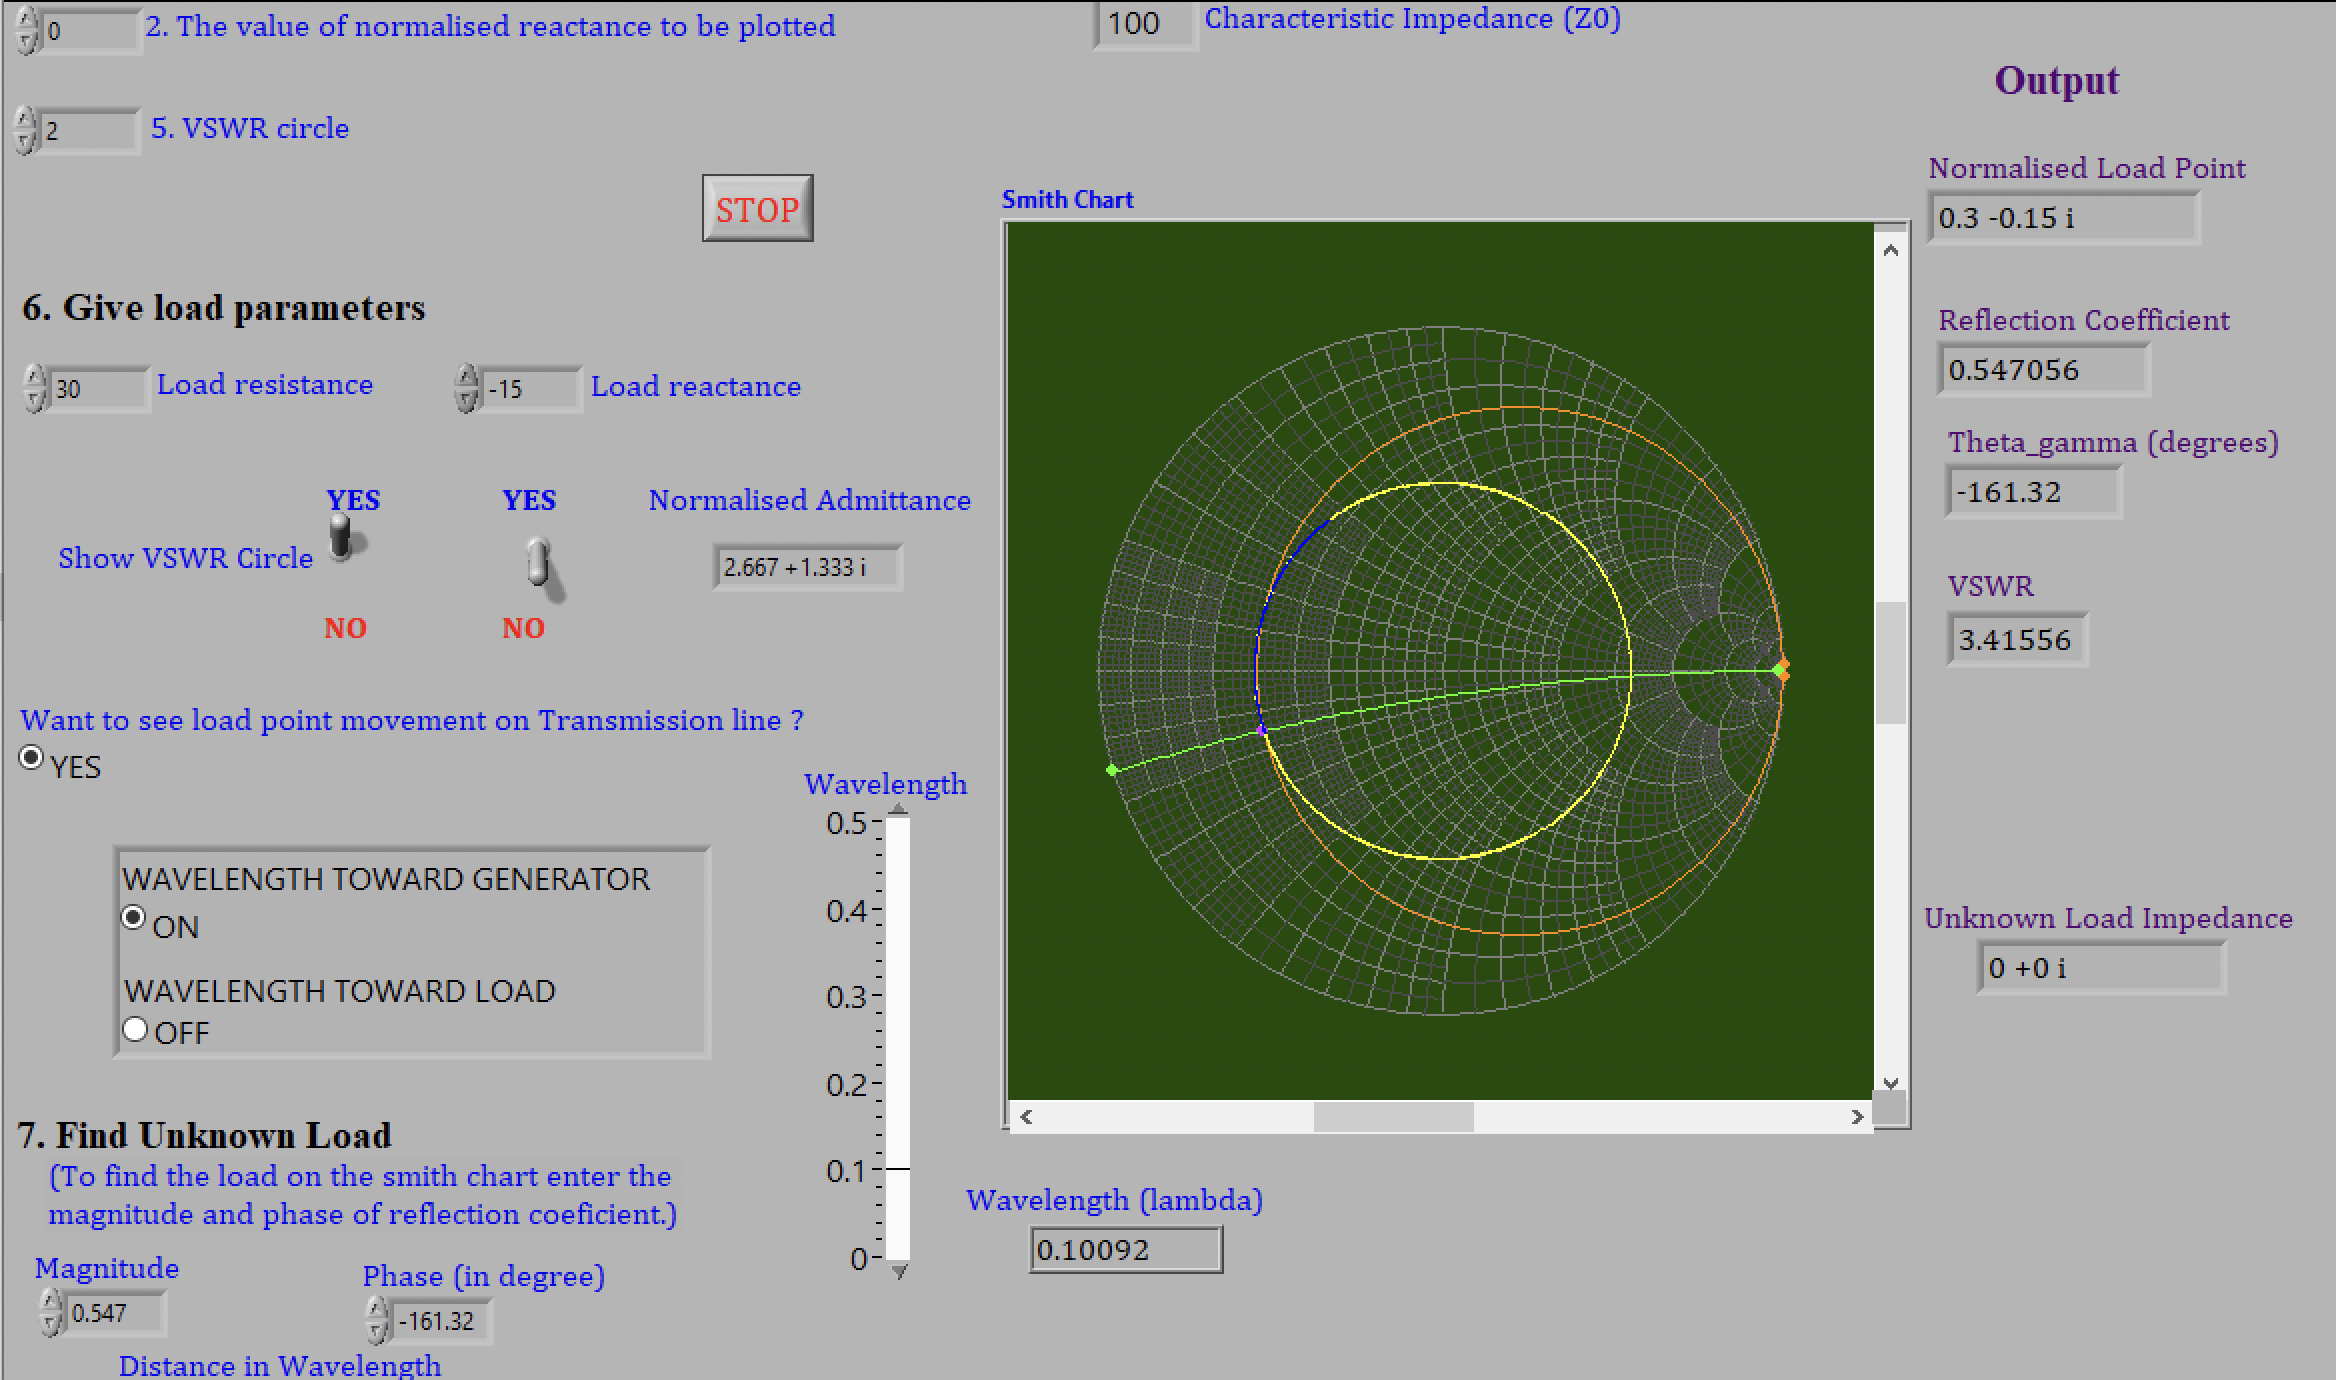 0 2. The value of normalised reactance to be plotted
100 Characteristic Impedance (Z0)
Output
2 5. VSWR circle
STOP
Smith Chart
Normalised Load Point
0.3 -0.15 i
6. Give load parameters
30 Load resistance -15 Load reactance
Reflection Coefficient
0.547056
Theta_gamma (degrees)
-161.32
YES YES Normalised Admittance
Show VSWR Circle 2.667 +1.333 i
NO NO
VSWR
3.41556
Want to see load point movement on Transmission line ?
YES
Wavelength
0.5
0.4
0.3
0.2
0.1
0
WAVELENGTH TOWARD GENERATOR
ON
WAVELENGTH TOWARD LOAD
OFF
Unknown Load Impedance
0 +0 i
7. Find Unknown Load
(To find the load on the smith chart enter the
magnitude and phase of reflection coeficient.)
Wavelength (lambda)
0.10092
Magnitude Phase (in degree)
0.547 -161.32
Distance in Wavelength